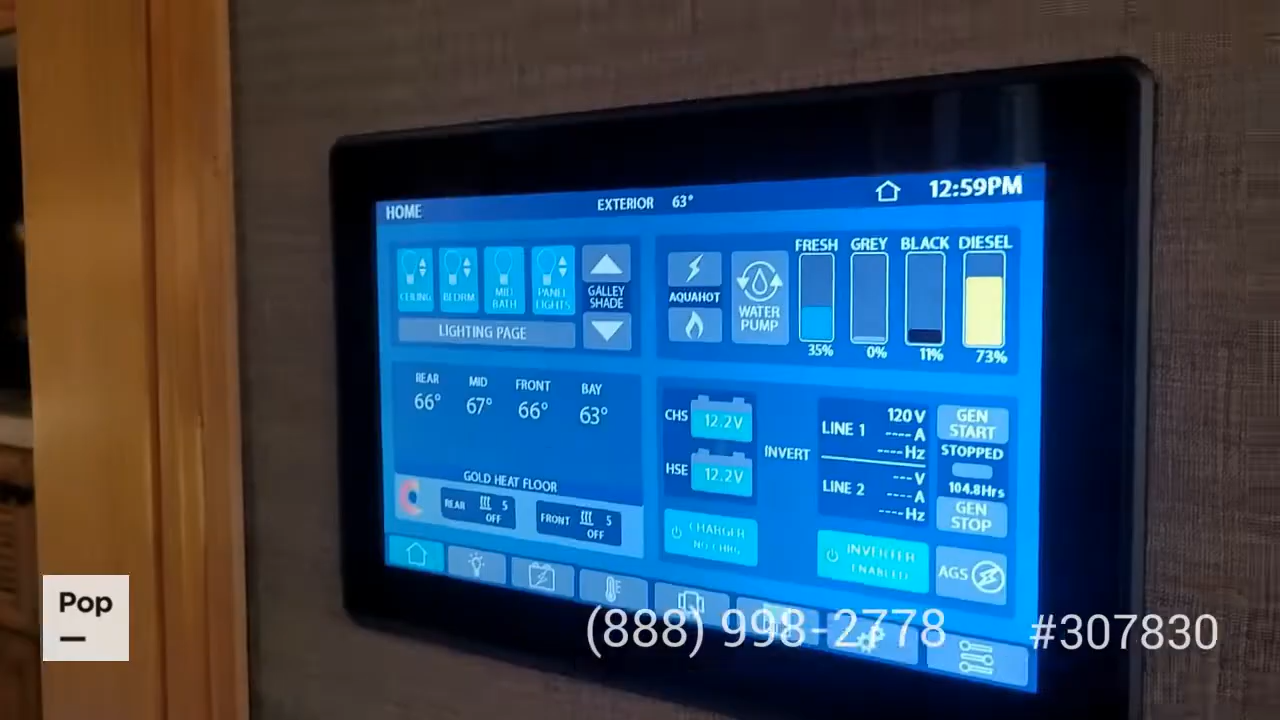 HOME
EXTERIOR 63°
12:59PM
CEILING
BEDRM
MID BATH
PANEL LIGHTS
GALLEY SHADE
LIGHTING PAGE
AQUAHOT
WATER PUMP
FRESH GREY BLACK DIESEL
35% 0% 11% 73%
REAR MID FRONT BAY
66° 67° 66° 63°
GOLD HEAT FLOOR
REAR 5 OFF
FRONT 5 OFF
CHS 12.2V
HSE 12.2V
INVERT
LINE 1 120 V
---- A
---- Hz
LINE 2 ---V
---- A
---- Hz
GEN START
STOPPED
104.8Hrs
GEN STOP
CHARGER
NO CHRG
INVERTER
ENABLED
AGS
Pop
(888) 998-2778 #307830